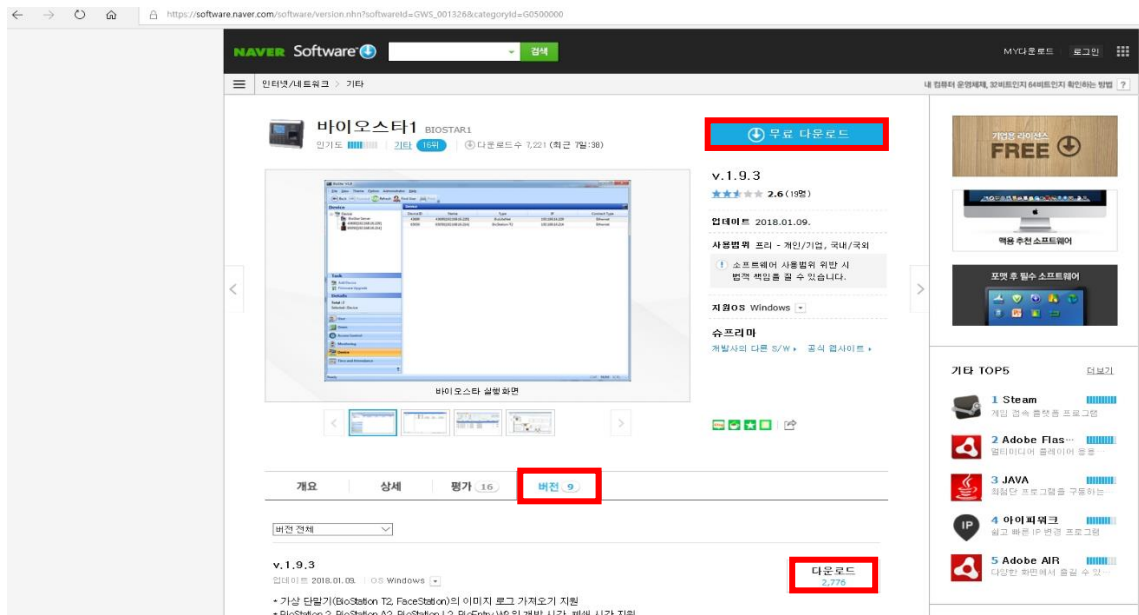 https://software.naver.com/software/version.nhn?softwareId=GWS_001326&categoryId=G0500000
NAVER Software
검색
MY다운로드
로그인
인터넷/네트워크 > 기타
내 컴퓨터 운영체제, 32비트인지 64비트인지 확인하는 방법 ?
바이오스타1 BIOSTAR1
인기도 기타 16위 다운로드수 7,221 (최근 7일:38)
무료 다운로드
v.1.9.3
2.6 (19명)
업데이트 2018.01.09.
사용범위 프리 - 개인/기업, 국내/국외
소프트웨어 사용범위 위반 시
법적 책임을 질 수 있습니다.
지원OS Windows
슈프리마
개발사의 다른 S/W 공식 웹사이트
바이오스타 실행화면
개요
상세
평가 16
버전 9
버전 전체
v.1.9.3
업데이트 2018.01.09. OS Windows
다운로드
2,776
* 가상 단말기(BioStation T2, FaceStation)의 이미지 로그 가져오기 지원
기업용 라이선스
FREE
맥용 추천 소프트웨어
포맷 후 필수 소프트웨어
기타 TOP5
더보기
1 Steam
게임 접속 플랫폼 프로그램
2 Adobe Flas…
멀티미디어 플레이어 응용…
3 JAVA
최첨단 프로그램을 구동하는…
4 아이피워크
쉽고 빠른 IP 변경 프로그램
5 Adobe AIR
다양한 화면에서 즐길 수 있…